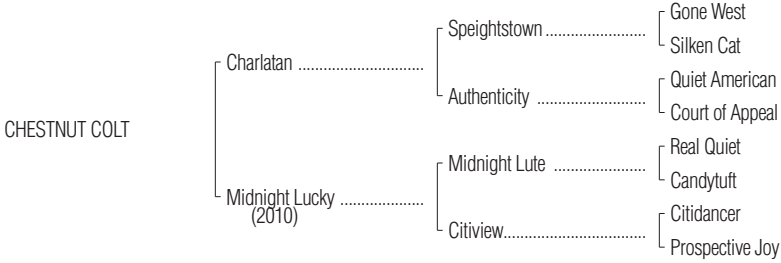 Gone West
Speightstown ........................
Silken Cat
Charlatan ..............................
Quiet American
Authenticity ..........................
Court of Appeal
CHESTNUT COLT
Real Quiet
Midnight Lute ......................
Candytuft
Midnight Lucky ....................
(2010)
Citidancer
Citiview..................................
Prospective Joy